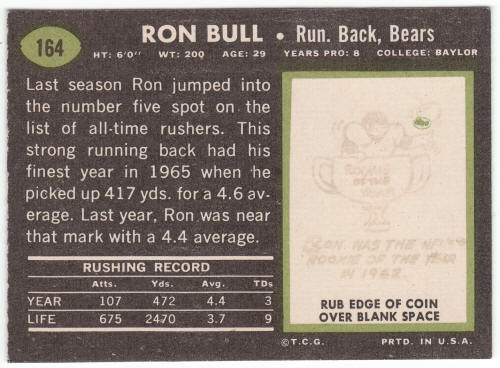 164
RON BULL • Run. Back, Bears
HT: 6'0" WT: 200 AGE: 29 YEARS PRO: 8 COLLEGE: BAYLOR
Last season Ron jumped into
the number five spot on the
list of all-time rushers. This
strong running back had his
finest year in 1965 when he
picked up 417 yds. for a 4.6 av-
erage. Last year, Ron was near
that mark with a 4.4 average.
RUSHING RECORD
Atts. Yds. Avg. TDs
YEAR 107 472 4.4 3
LIFE 675 2470 3.7 9
ROOKIE
OF THE
YEAR
RON WAS THE NFL'S
ROOKIE OF THE YEAR
IN 1962.
RUB EDGE OF COIN
OVER BLANK SPACE
©T.C.G. PRTD. IN U.S.A.